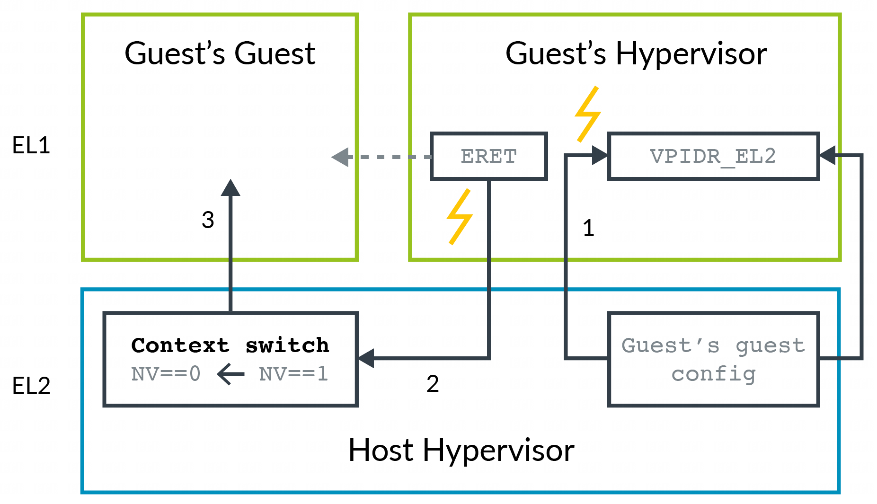 Guest’s Guest
Guest’s Hypervisor
EL1
ERET
VPIDR_EL2
3
1
Context switch
NV==0 NV==1
Guest’s guest
config
EL2
2
Host Hypervisor